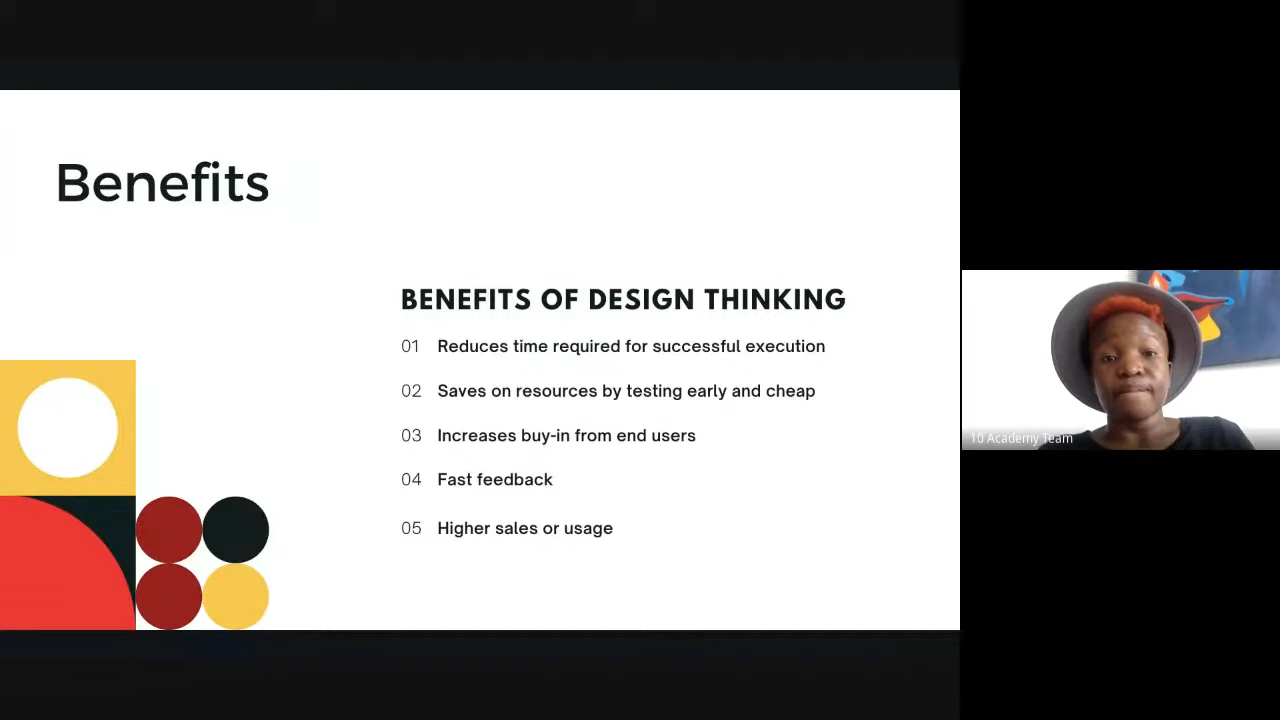 Benefits
BENEFITS OF DESIGN THINKING
01 Reduces time required for successful execution
02 Saves on resources by testing early and cheap
03 Increases buy-in from end users
04 Fast feedback
05 Higher sales or usage
10 Academy Team